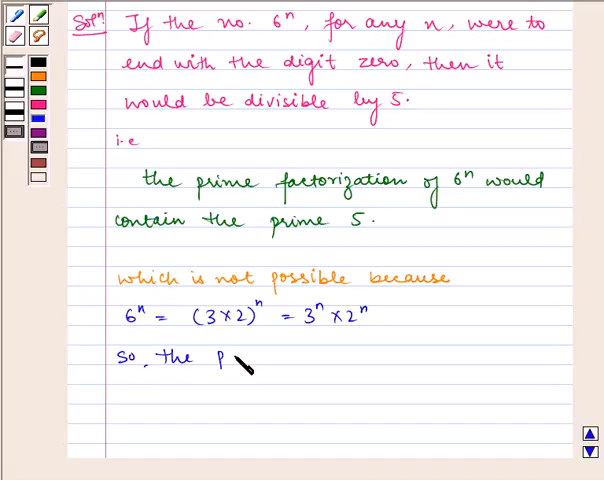 Solⁿ: If the no. 6ⁿ, for any n, were to
end with the digit zero, then it
would be divisible by 5.
i.e
the prime factorization of 6ⁿ would
contain the prime 5.
which is not possible because
6ⁿ = (3×2)ⁿ = 3ⁿ × 2ⁿ
So, the p